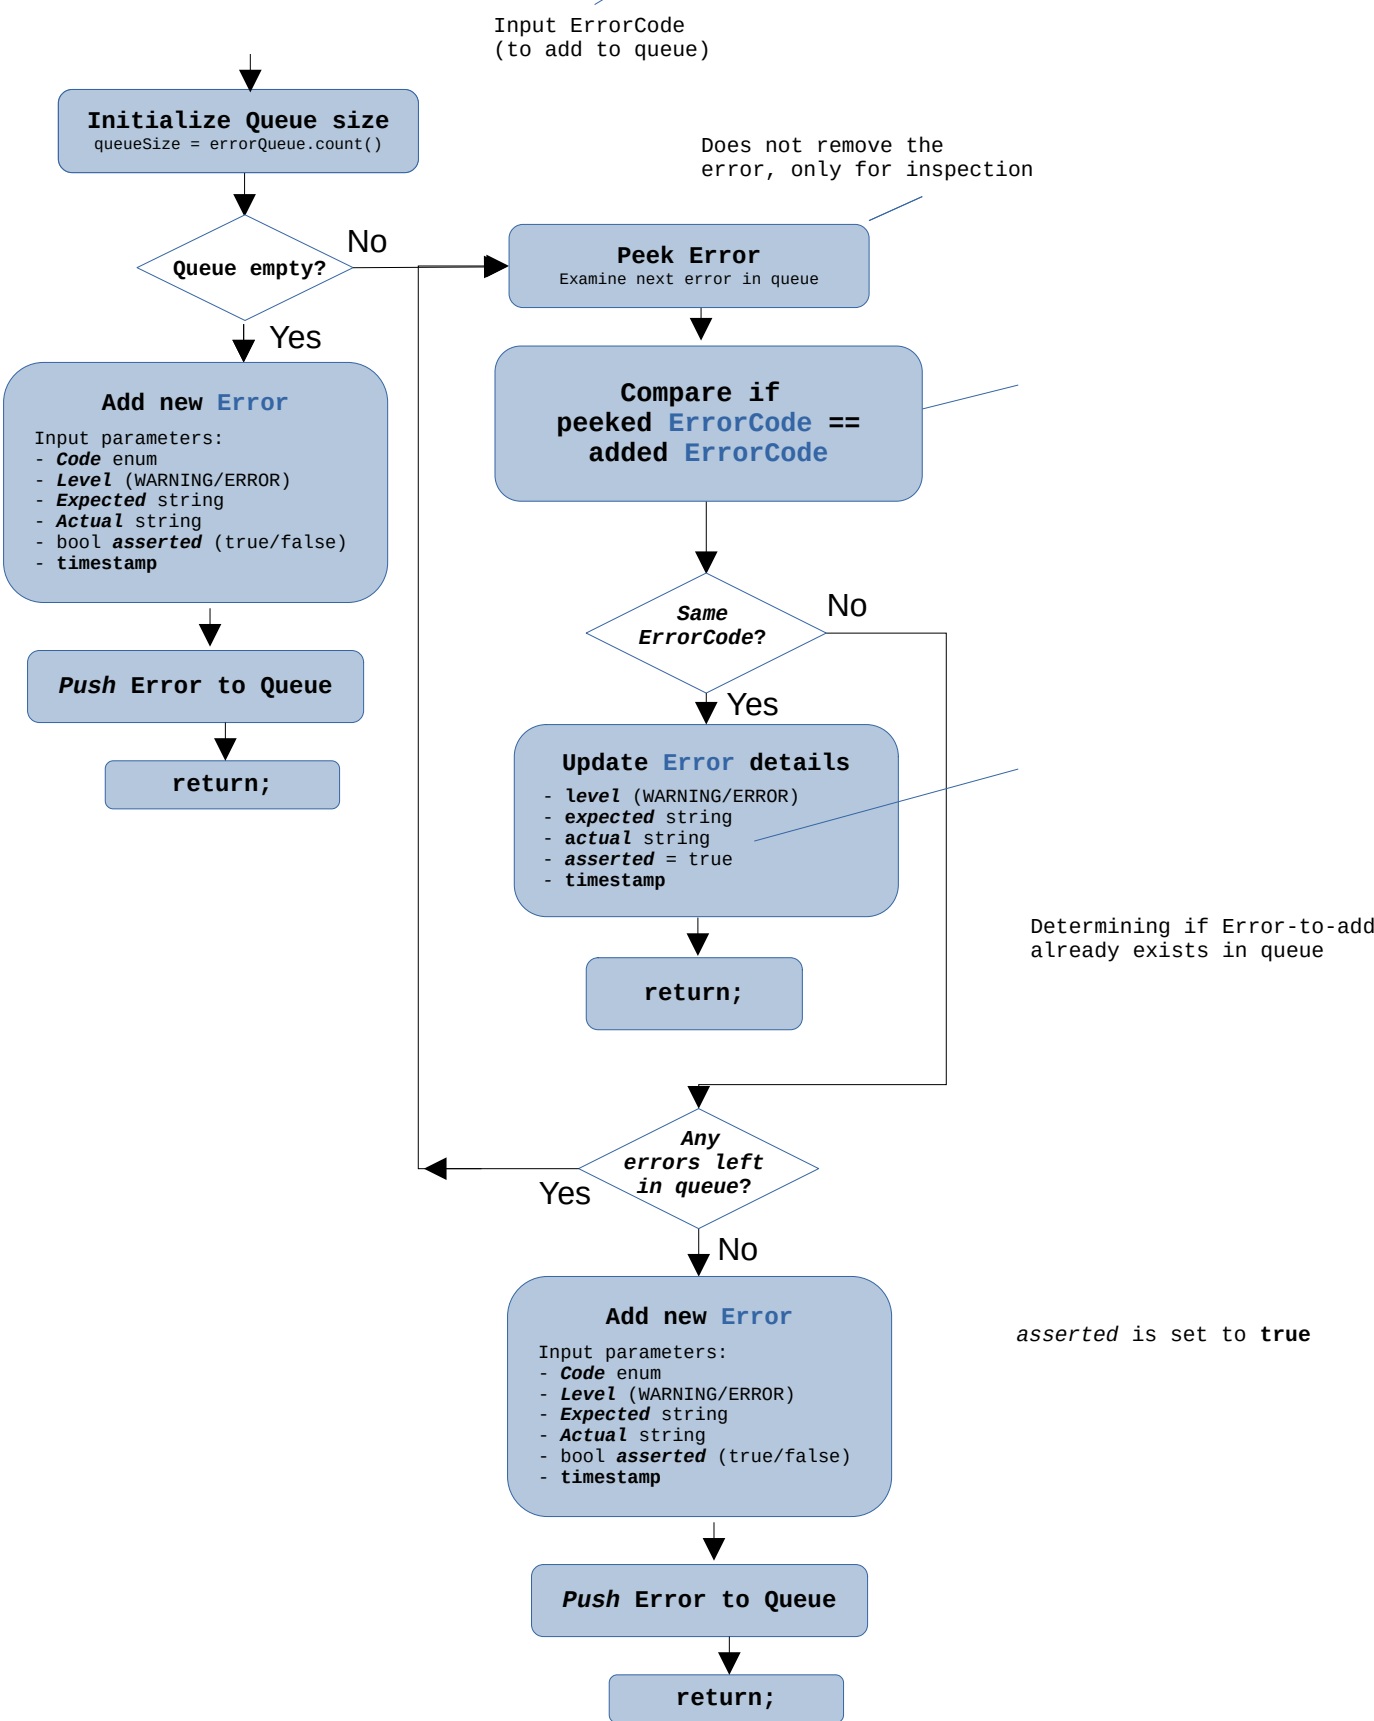 Input ErrorCode
(to add to queue)
Initialize Queue size
queueSize = errorQueue.count()
Does not remove the
error, only for inspection
Queue empty?
No
Yes
Peek Error
Examine next error in queue
Add new Error
Input parameters:
- Code enum
- Level (WARNING/ERROR)
- Expected string
- Actual string
- bool asserted (true/false)
- timestamp
Push Error to Queue
return;
Compare if
peeked ErrorCode ==
added ErrorCode
Same
ErrorCode?
No
Yes
Update Error details
- level (WARNING/ERROR)
- expected string
- actual string
- asserted = true
- timestamp
return;
Determining if Error-to-add
already exists in queue
Any
errors left
in queue?
Yes
No
Add new Error
Input parameters:
- Code enum
- Level (WARNING/ERROR)
- Expected string
- Actual string
- bool asserted (true/false)
- timestamp
asserted is set to true
Push Error to Queue
return;